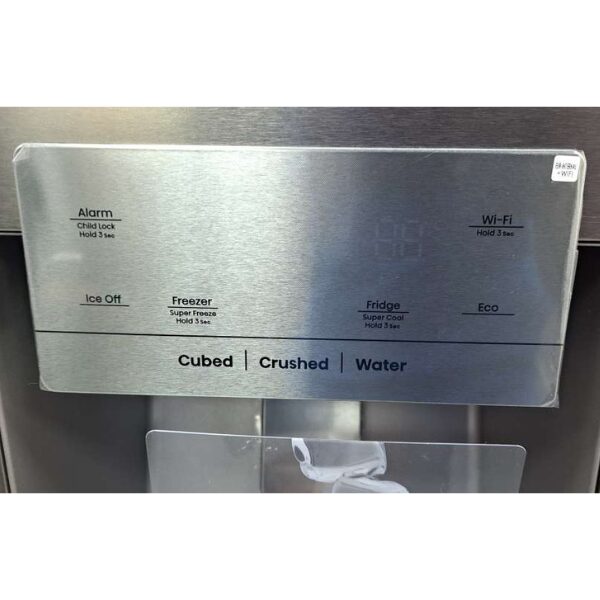 Alarm
Child Lock
Hold 3 Sec
Wi-Fi
Hold 3 Sec
Ice Off
Freezer
Super Freeze
Hold 3 Sec
Fridge
Super Cool
Hold 3 Sec
Eco
Cubed | Crushed | Water